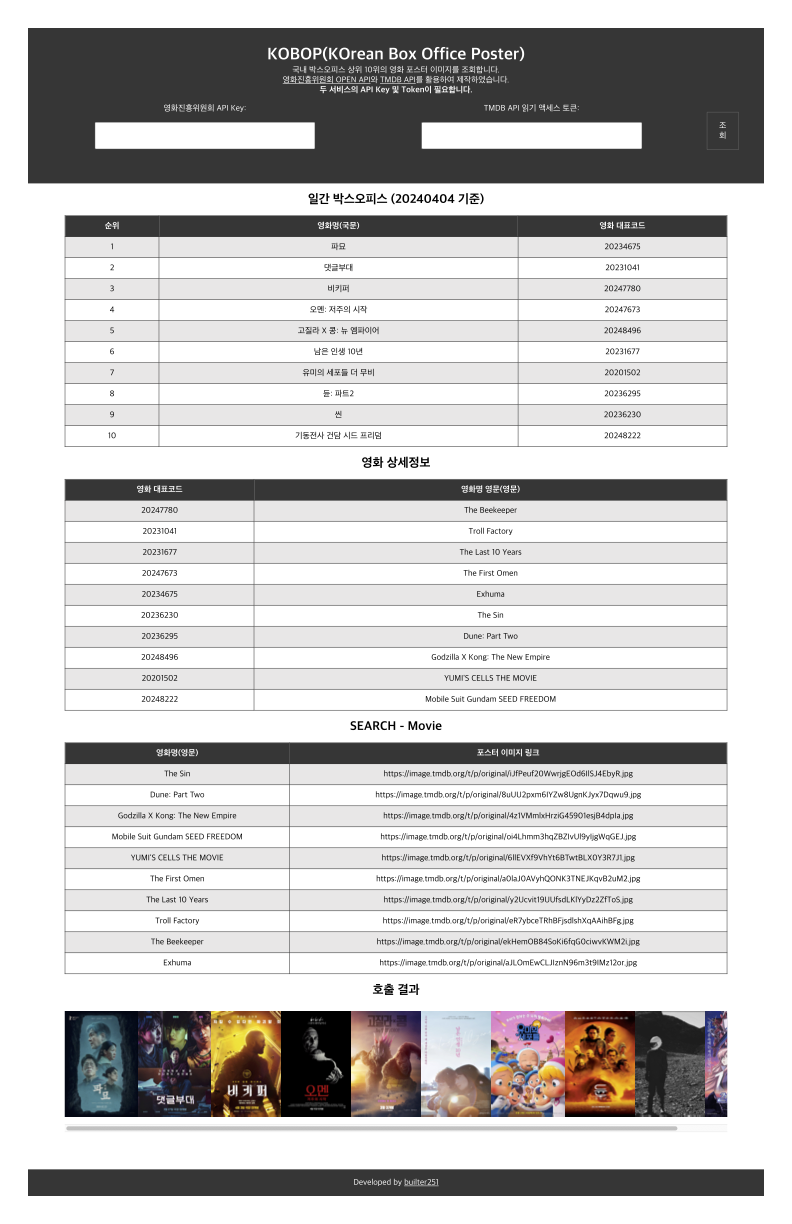 KOBOP(KOrean Box Office Poster)
국내 박스오피스 상위 10위의 영화 포스터 이미지를 조회합니다.
영화진흥위원회 OPEN API와 TMDB API를 활용하여 제작하였습니다.
두 서비스의 API Key 및 Token이 필요합니다.
영화진흥위원회 API Key: TMDB API 읽기 액세스 토큰:
조
회
일간 박스오피스 (20240404 기준)
순위 영화명(국문) 영화 대표코드
1 파묘 20234675
2 댓글부대 20231041
3 비키퍼 20247780
4 오멘: 저주의 시작 20247673
5 고질라 X 콩: 뉴 엠파이어 20248496
6 남은 인생 10년 20231677
7 유미의 세포들 더 무비 20201502
8 듄: 파트2 20236295
9 씬 20236230
10 기동전사 건담 시드 프리덤 20248222
영화 상세정보
영화 대표코드 영화명 영문(영문)
20247780 The Beekeeper
20231041 Troll Factory
20231677 The Last 10 Years
20247673 The First Omen
20234675 Exhuma
20236230 The Sin
20236295 Dune: Part Two
20248496 Godzilla X Kong: The New Empire
20201502 YUMI'S CELLS THE MOVIE
20248222 Mobile Suit Gundam SEED FREEDOM
SEARCH - Movie
영화명(영문) 포스터 이미지 링크
The Sin https://image.tmdb.org/t/p/original/iJfPeuf20WwrjgEOd6IlSJ4EbyR.jpg
Dune: Part Two https://image.tmdb.org/t/p/original/8uUU2pxm6IYZw8UgnKJyx7Dqwu9.jpg
Godzilla X Kong: The New Empire https://image.tmdb.org/t/p/original/4z1VMmlxHrziG45901esjB4dpla.jpg
Mobile Suit Gundam SEED FREEDOM https://image.tmdb.org/t/p/original/oi4Lhmm3hqZBZIvUl9yIjgWqGEJ.jpg
YUMI'S CELLS THE MOVIE https://image.tmdb.org/t/p/original/6IlEVXf9VhYt6BTwtBLX0Y3R7J1.jpg
The First Omen https://image.tmdb.org/t/p/original/a0laJ0AVyhQONK3TNEJKqvB2uM2.jpg
The Last 10 Years https://image.tmdb.org/t/p/original/y2Ucvit19UUfsdLKlYyDz2ZfToS.jpg
Troll Factory https://image.tmdb.org/t/p/original/eR7ybceTRhBFjsdlshXqAAihBFg.jpg
The Beekeeper https://image.tmdb.org/t/p/original/ekHemOB84SoKi6fqG0ciwvKWM2i.jpg
Exhuma https://image.tmdb.org/t/p/original/aJLOmEwCLJIznN96m3t9IMz12or.jpg
호출 결과
파묘
댓글부대
비키퍼
오멘
Developed by builter251